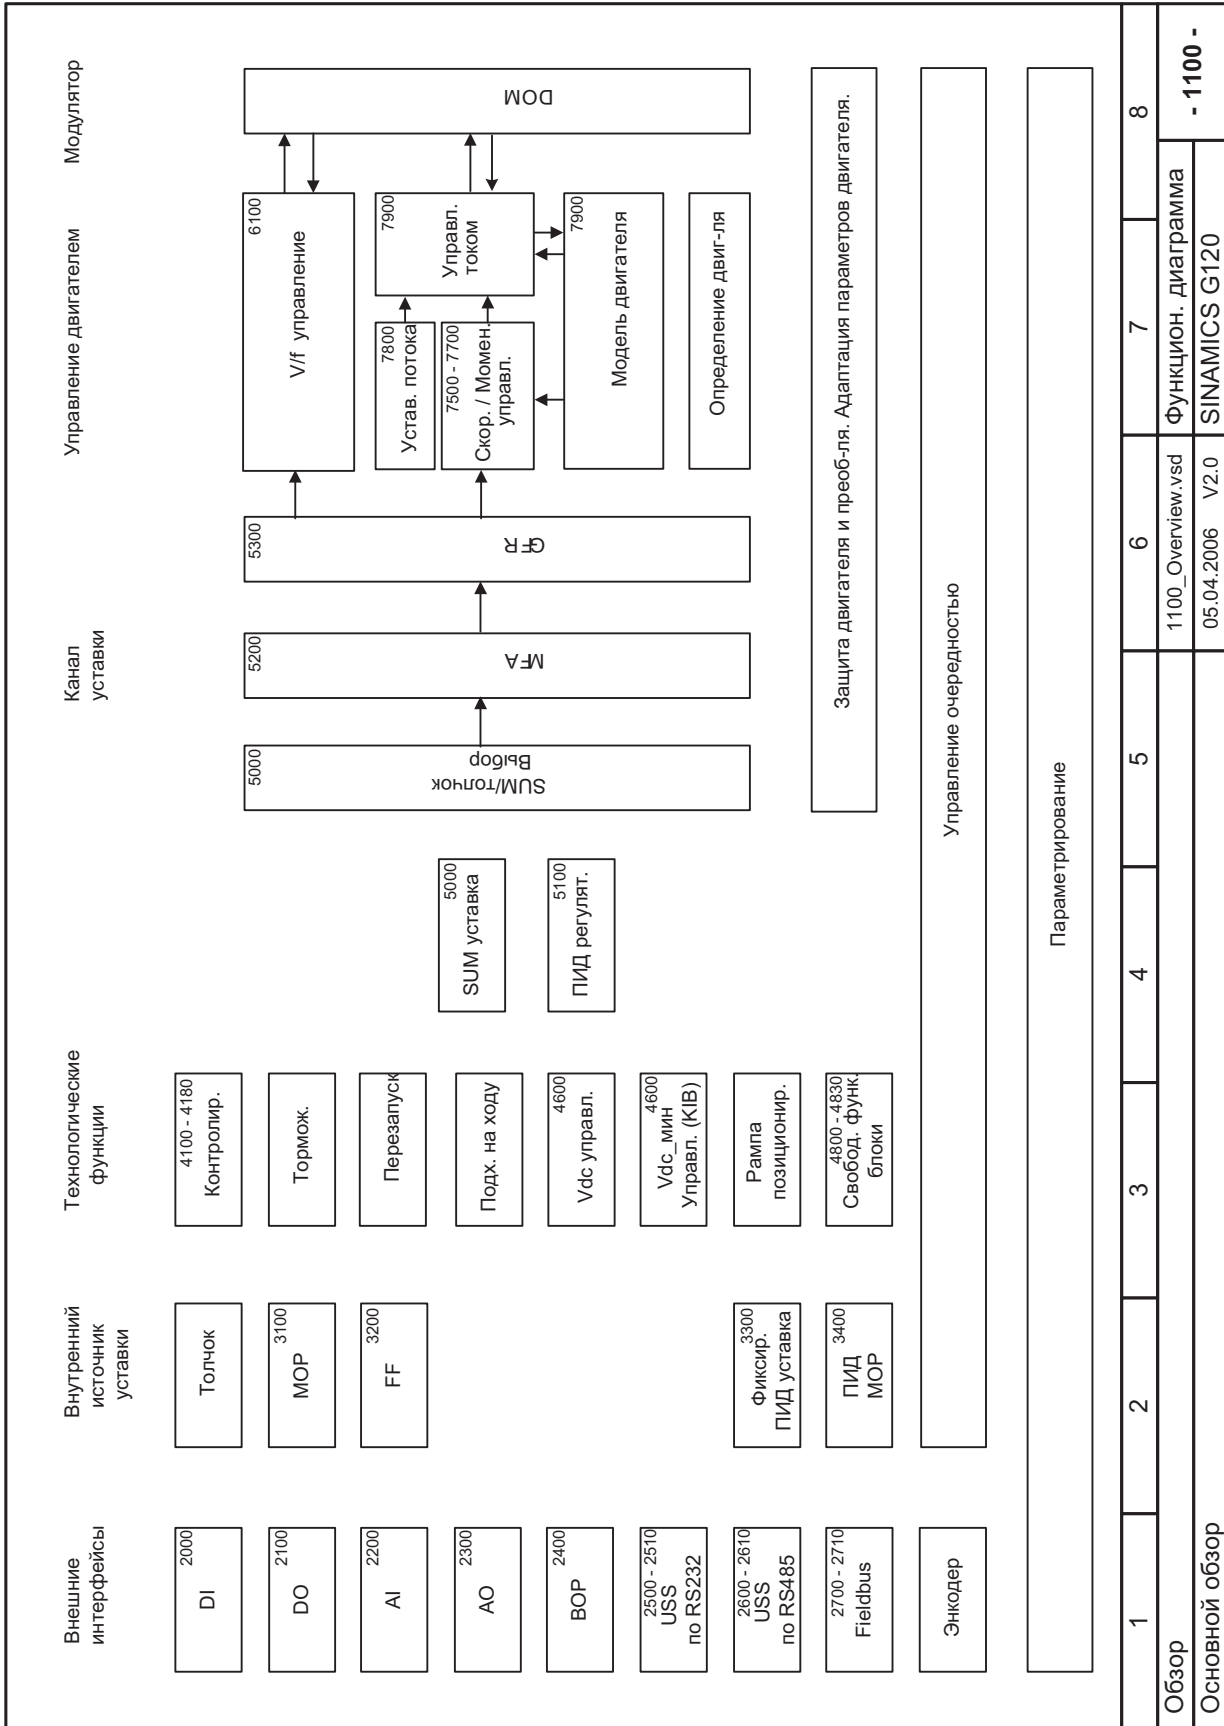 Внешние
интерфейсы
Внутренний
источник
уставки
Технологические
функции
Канал
уставки
Управление двигателем
Модулятор
2000
DI
2100
DO
2200
AI
2300
AO
2400
BOP
2500 - 2510
USS
по RS232
2600 - 2610
USS
по RS485
2700 - 2710
Fieldbus
Энкодер
Толчок
3100
MOP
3200
FF
3300
Фиксир.
ПИД уставка
3400
ПИД
MOP
4100 - 4180
Контролир.
Тормож.
Перезапуск
Подх. на ходу
4600
Vdc управл.
4600
Vdc_мин
Управл. (KIB)
Рампа
позиционир.
4800 - 4830
Свобод. функ.
блоки
5000
SUM уставка
5100
ПИД регулят.
5000
SUM/толчок
Выбор
5200
MFA
5300
GFR
6100
V/f управление
7800
Устав. потока
7500 - 7700
Скор. / Момен.
управл.
7900
Управл.
током
7900
Модель двигателя
Определение двиг-ля
DOM
Защита двигателя и преоб-ля. Адаптация параметров двигателя.
Управление очередностью
Параметрирование
1
2
3
4
5
6
7
8
Обзор
1100_Overview.vsd
Функцион. диаграмма
- 1100 -
Основной обзор
05.04.2006 V2.0
SINAMICS G120